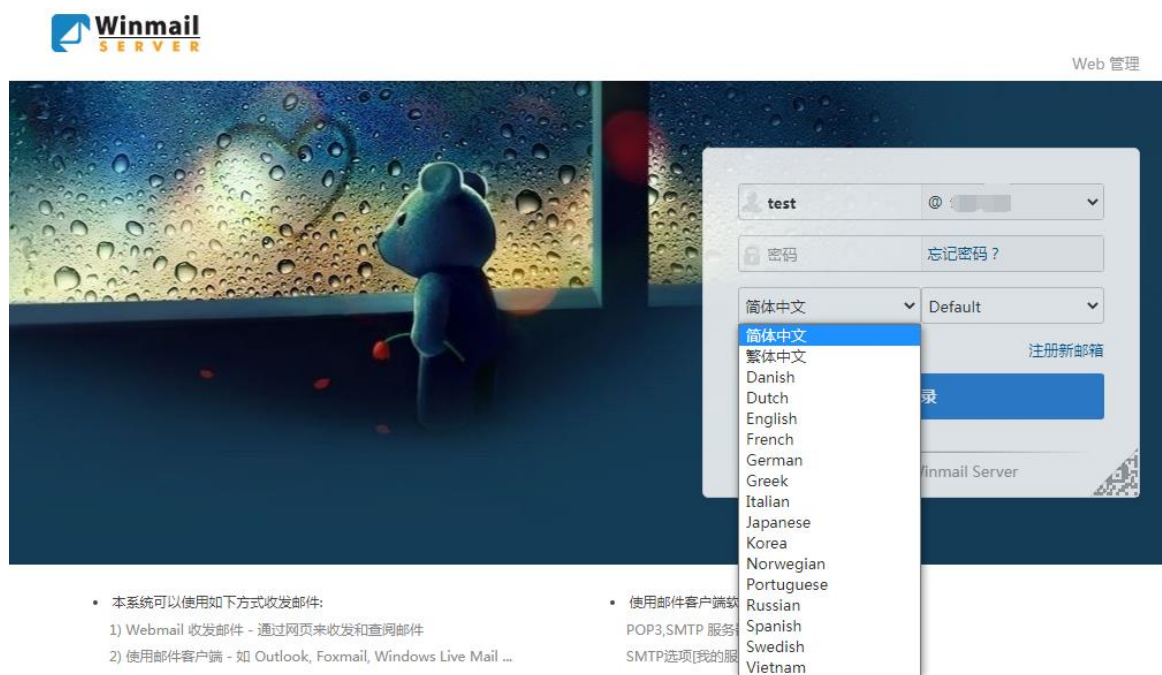 Winmail
SERVER
Web 管理
test @
密码 忘记密码？
简体中文 Default
简体中文
繁体中文
Danish
Dutch
English
French
German
Greek
Italian
Japanese
Korea
Norwegian
Portuguese
Russian
Spanish
Swedish
Vietnam
注册新邮箱
录
Winmail Server
• 本系统可以使用如下方式收发邮件:
1) Webmail 收发邮件 - 通过网页来收发和查阅邮件
2) 使用邮件客户端 - 如 Outlook, Foxmail, Windows Live Mail ...
• 使用邮件客户端软
POP3,SMTP 服务
SMTP选项[我的服